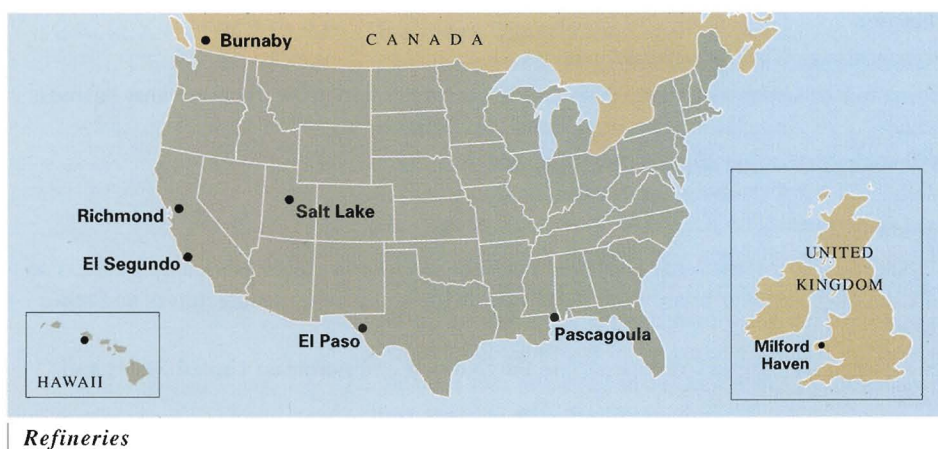 Burnaby
CANADA
Richmond
Salt Lake
El Segundo
El Paso
Pascagoula
HAWAII
UNITED
KINGDOM
Milford
Haven
Refineries